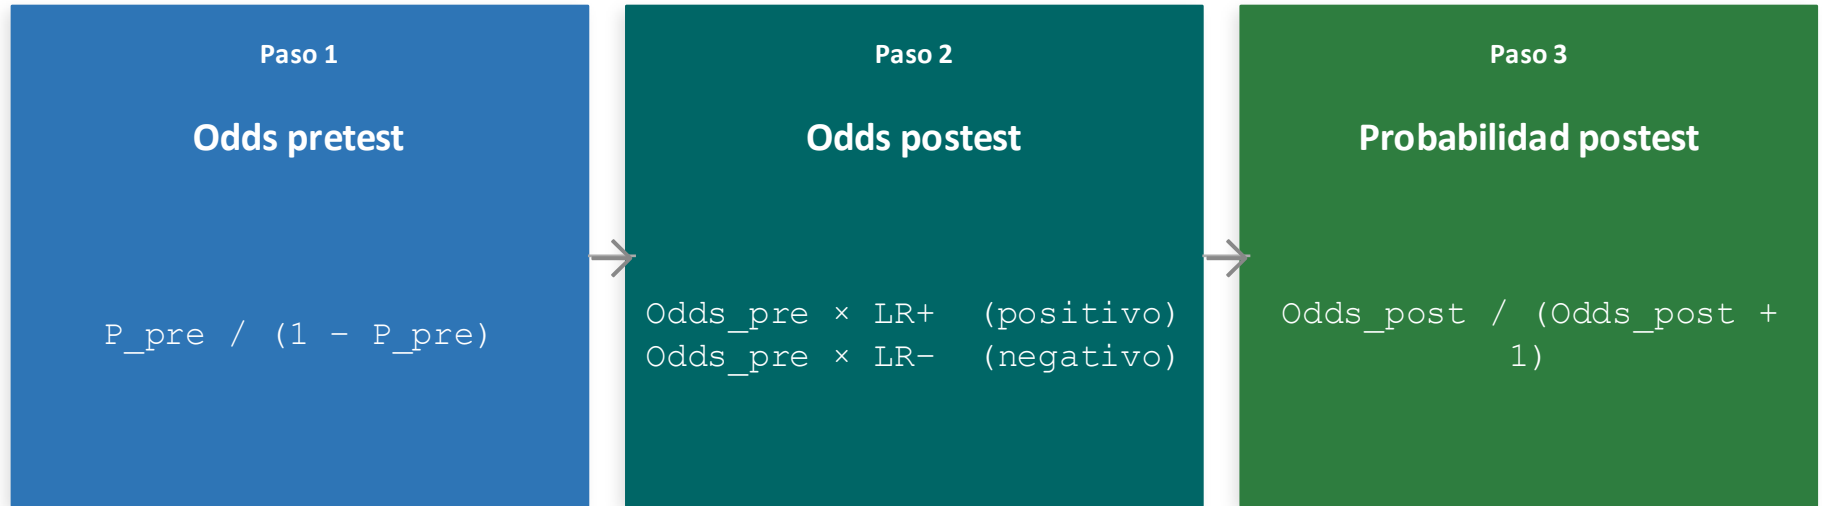 Paso 1
Odds pretest
P_pre / (1 − P_pre)
Paso 2
Odds postest
Odds_pre × LR+  (positivo)
Odds_pre × LR−  (negativo)
Paso 3
Probabilidad postest
Odds_post / (Odds_post +
1)